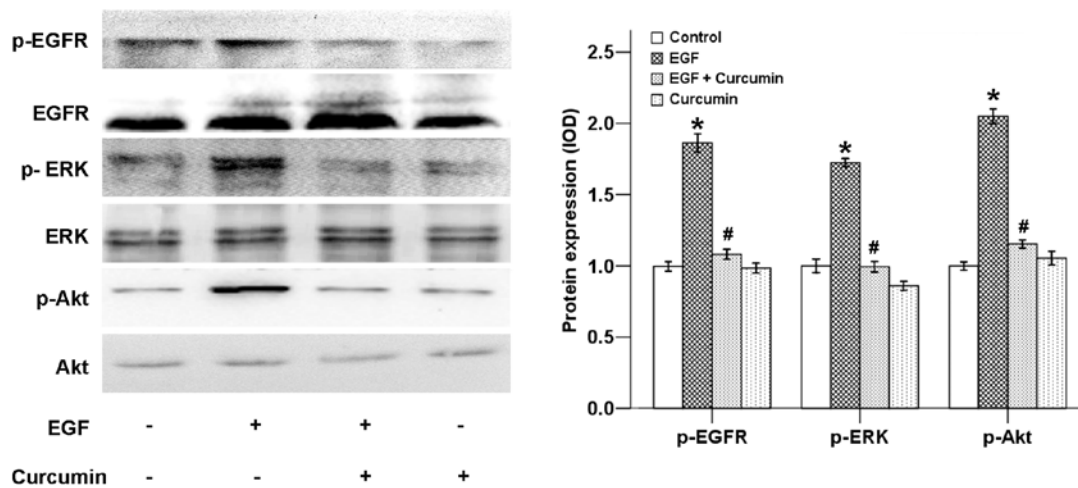 p-EGFR
EGFR
p- ERK
ERK
p-Akt
Akt
EGF - + + -
Curcumin - - + +
Protein expression (IOD)
2.5
2.0
1.5
1.0
0.5
0.0
Control
EGF
EGF + Curcumin
Curcumin
* # * # * #
p-EGFR p-ERK p-Akt